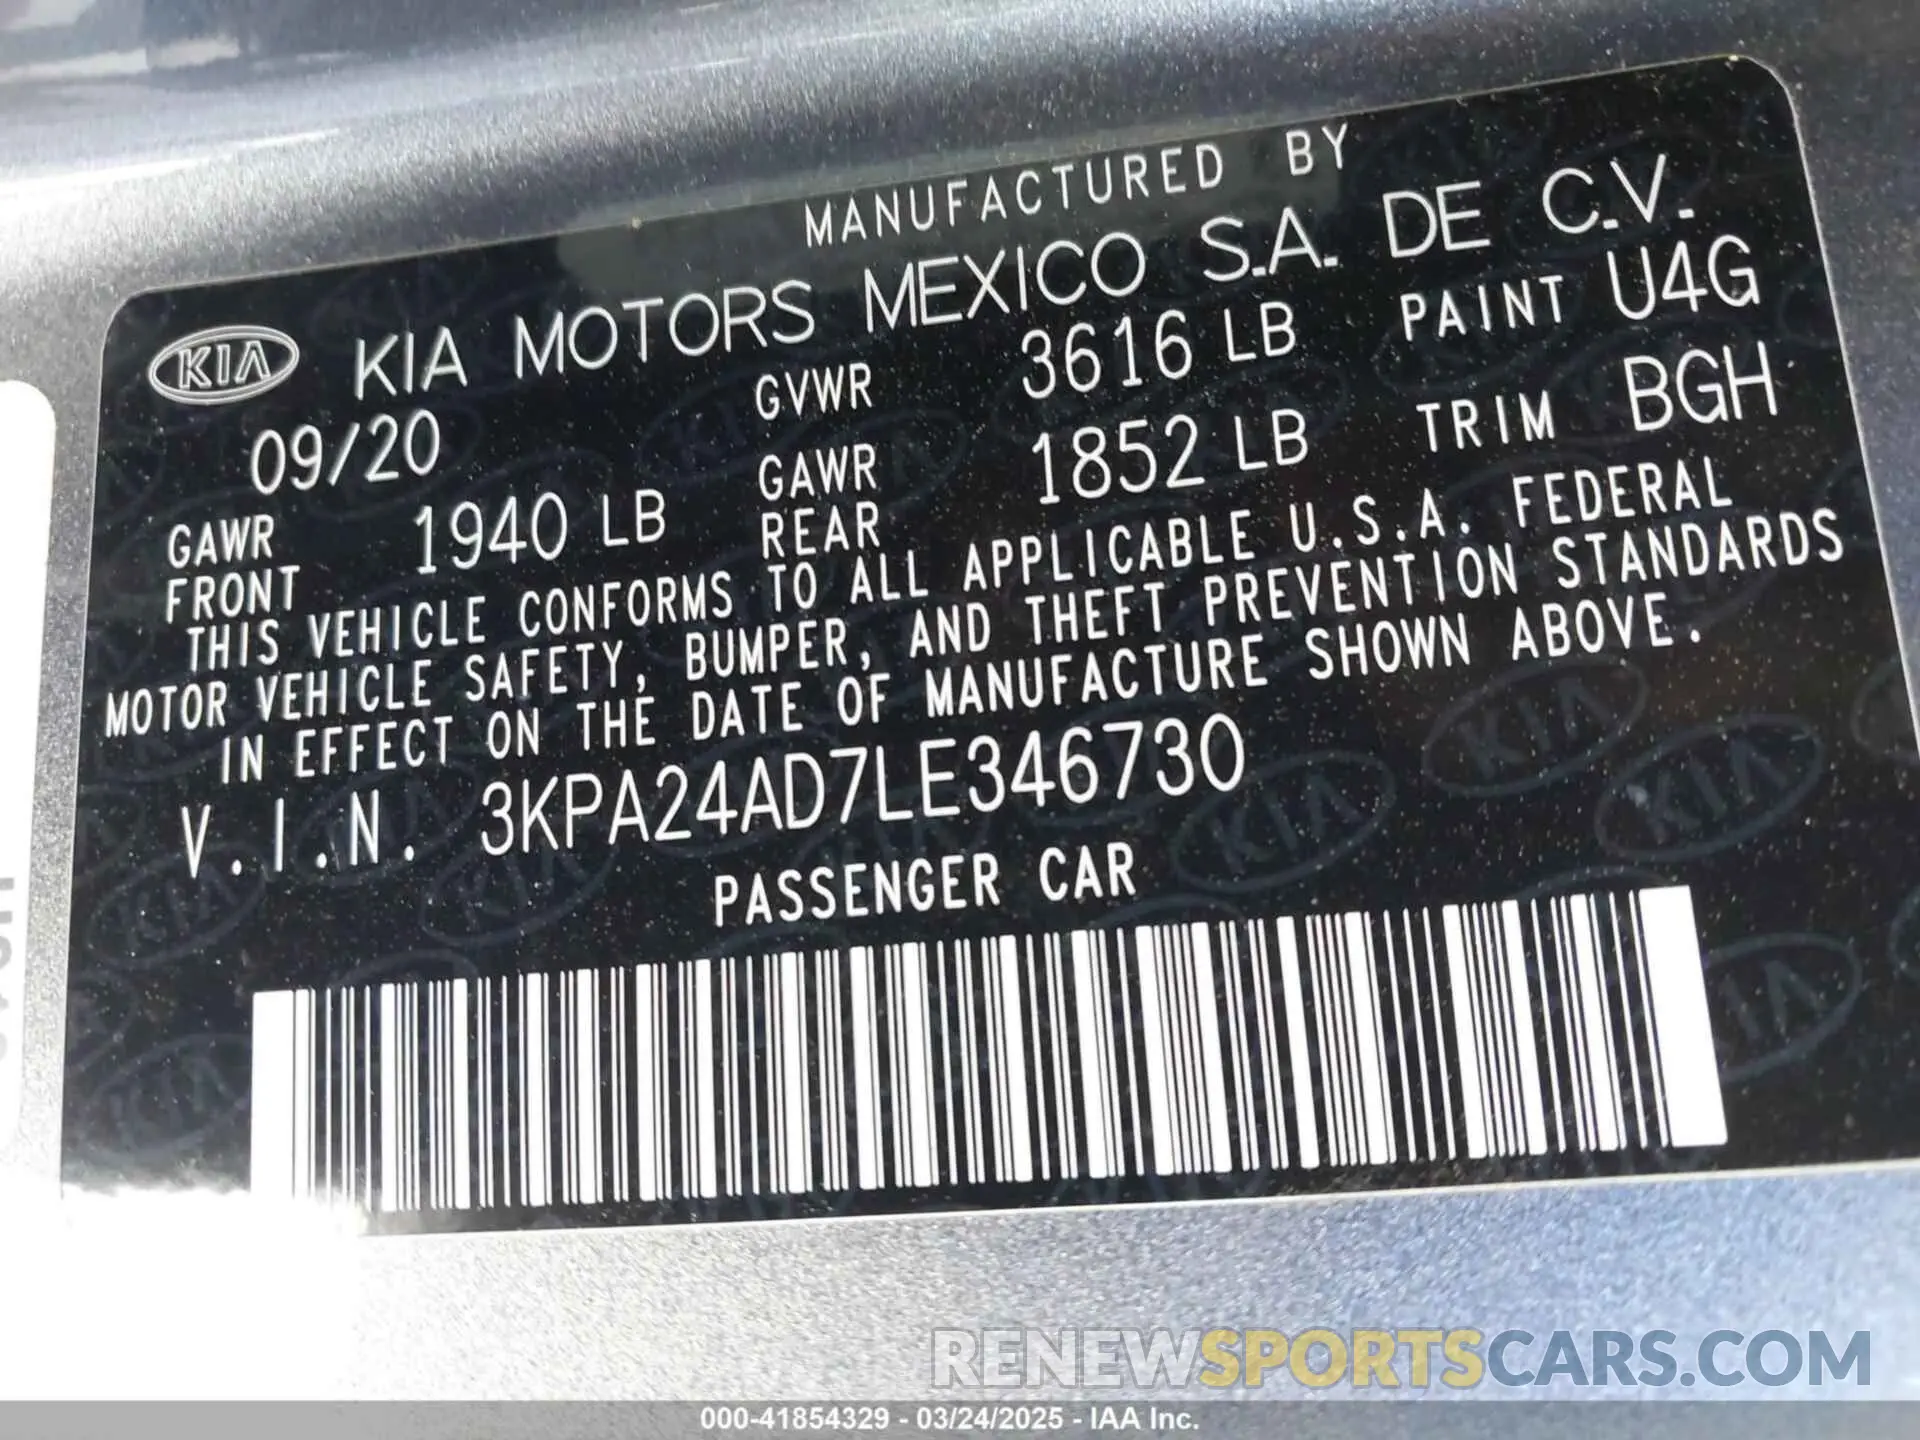 MANUFACTURED BY
KIA KIA MOTORS MEXICO S.A. DE C.V.
09/20 GVWR 3616 LB PAINT U4G
GAWR FRONT 1940 LB GAWR REAR 1852 LB TRIM BGH
THIS VEHICLE CONFORMS TO ALL APPLICABLE U.S.A. FEDERAL
MOTOR VEHICLE SAFETY, BUMPER, AND THEFT PREVENTION STANDARDS
IN EFFECT ON THE DATE OF MANUFACTURE SHOWN ABOVE.
V.I.N. 3KPA24AD7LE346730
PASSENGER CAR
RENEWSPORTSCARS.COM
000-41854329 - 03/24/2025 - IAA Inc.